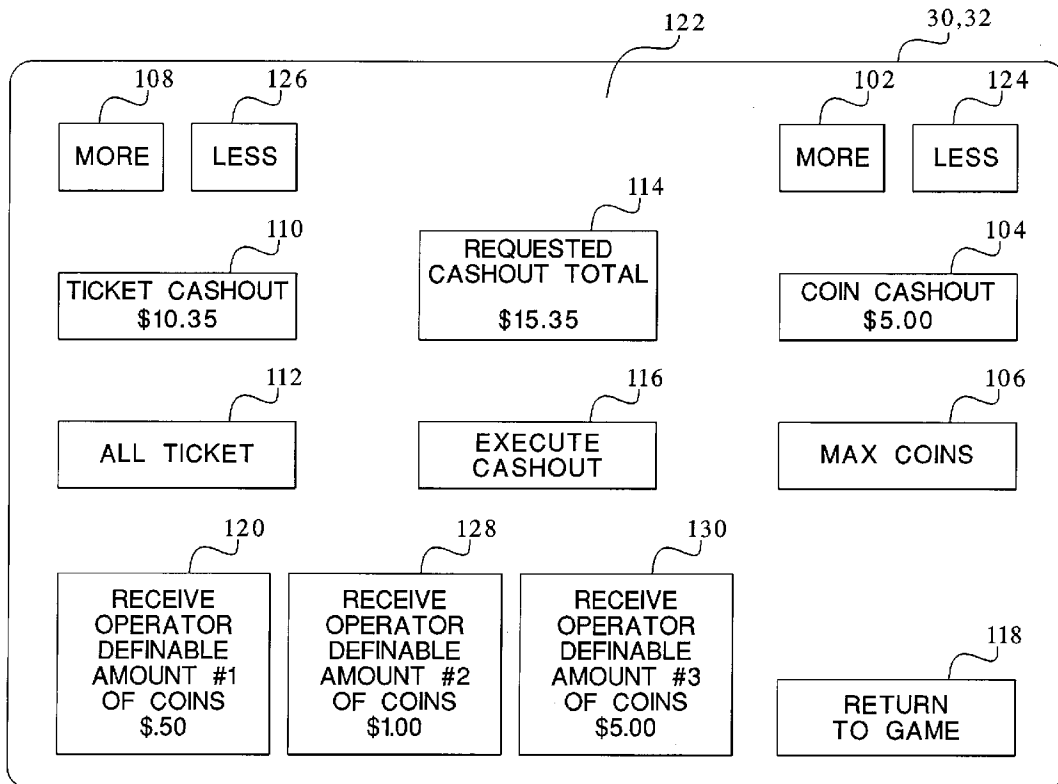 122
30,32
108
126
102
124
MORE
LESS
MORE
LESS
114
110
104
REQUESTED
CASHOUT TOTAL
$15.35
TICKET CASHOUT
$10.35
COIN CASHOUT
$5.00
112
116
106
ALL TICKET
EXECUTE
CASHOUT
MAX COINS
120
128
130
RECEIVE
OPERATOR
DEFINABLE
AMOUNT #1
OF COINS
$.50
RECEIVE
OPERATOR
DEFINABLE
AMOUNT #2
OF COINS
$1.00
RECEIVE
OPERATOR
DEFINABLE
AMOUNT #3
OF COINS
$5.00
118
RETURN
TO GAME